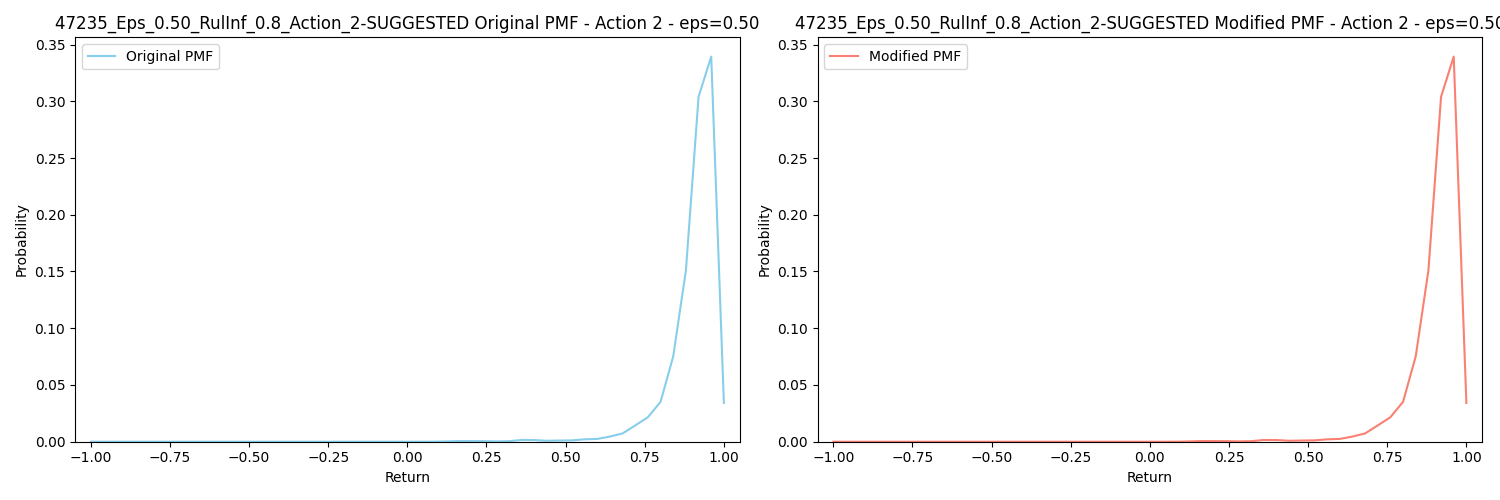 47235_Eps_0.50_RulInf_0.8_Action_2-SUGGESTED Original PMF - Action 2 - eps=0.50
Original PMF
0.35
0.30
0.25
0.20
0.15
0.10
0.05
0.00
Probability
−1.00 −0.75 −0.50 −0.25 0.00 0.25 0.50 0.75 1.00
Return
47235_Eps_0.50_RulInf_0.8_Action_2-SUGGESTED Modified PMF - Action 2 - eps=0.50
Modified PMF
0.35
0.30
0.25
0.20
0.15
0.10
0.05
0.00
Probability
−1.00 −0.75 −0.50 −0.25 0.00 0.25 0.50 0.75 1.00
Return